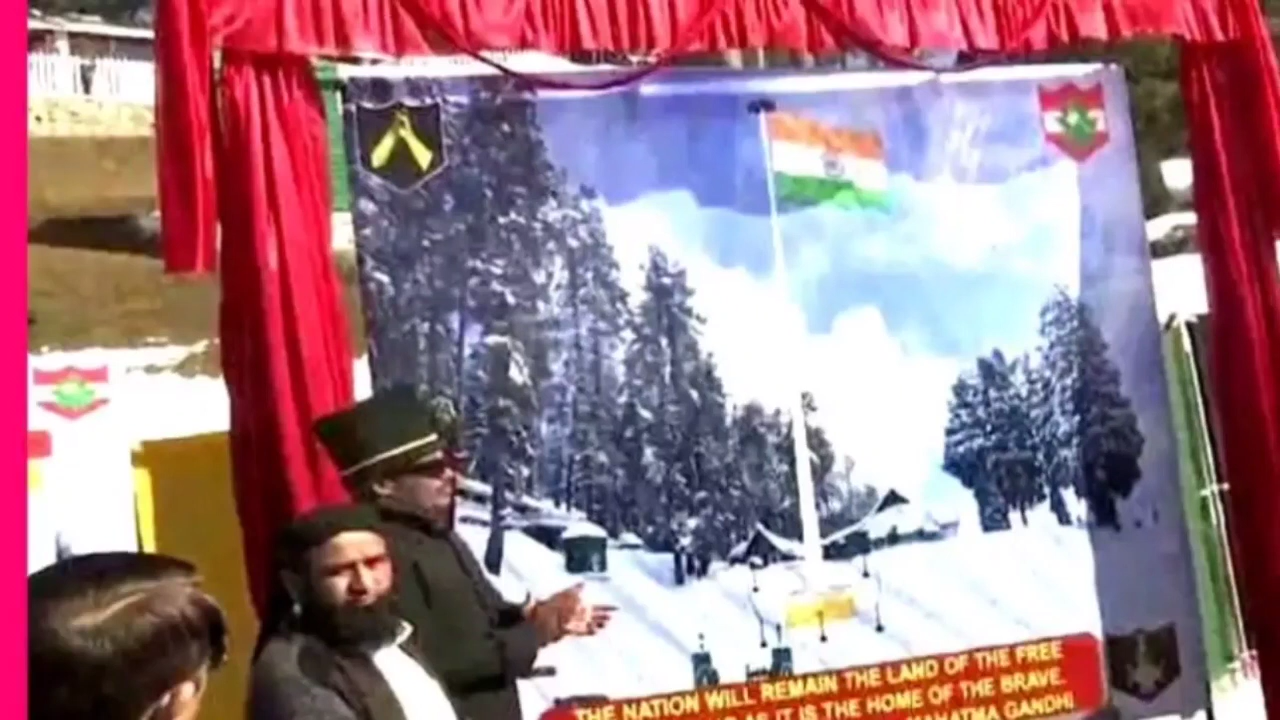 THE NATION WILL REMAIN THE LAND OF THE FREE
AS IT IS THE HOME OF THE BRAVE.
MAHATMA GANDHI